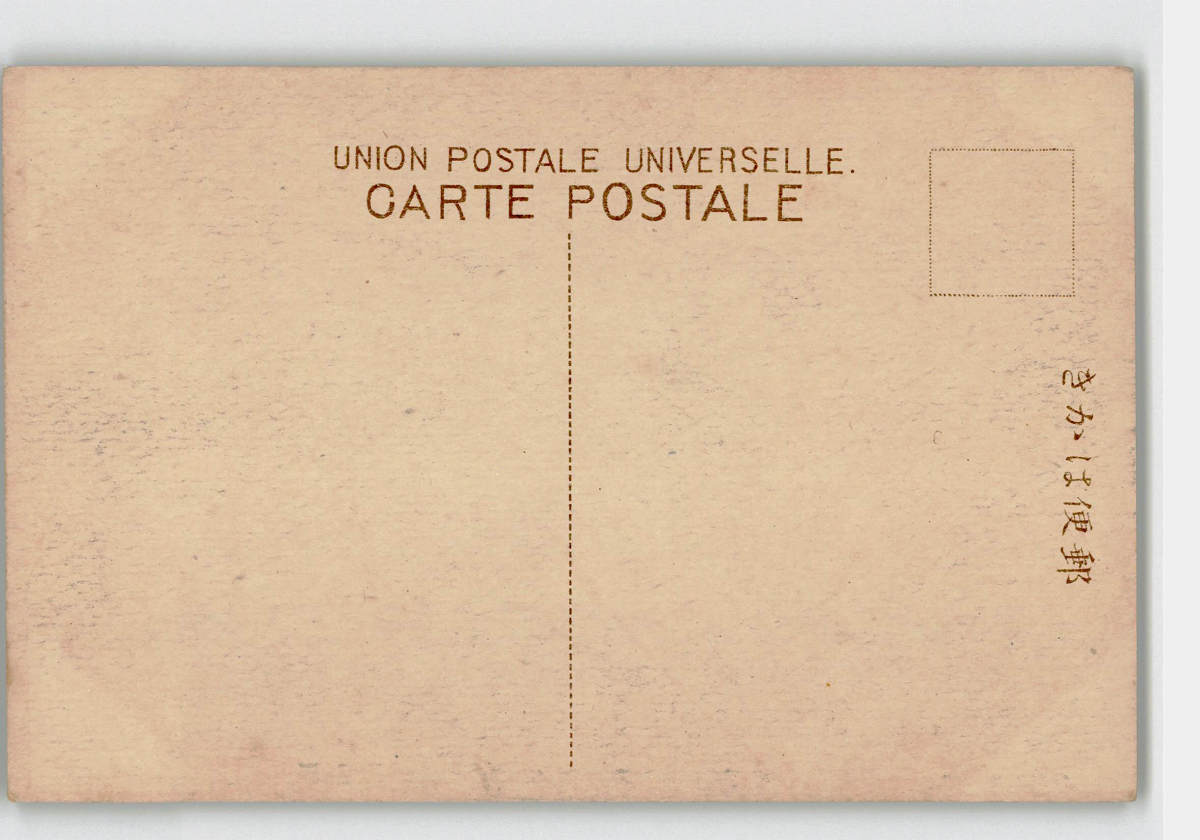 UNION POSTALE UNIVERSELLE.
CARTE POSTALE
郵便はかき